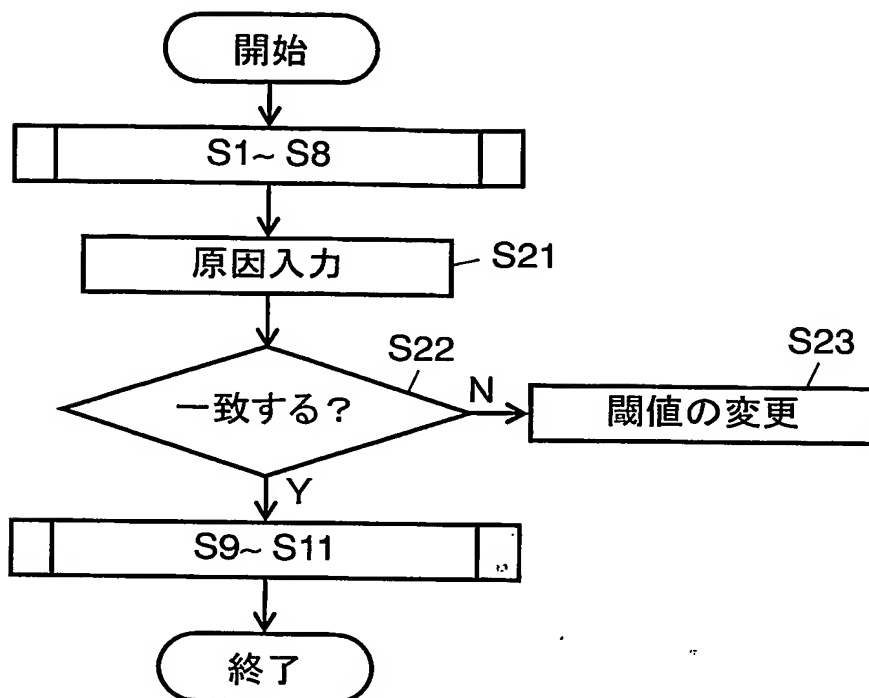 開始
S1~ S8
原因入力
S21
一致する?
S22
N
閾値の変更
S23
Y
S9~ S11
終了